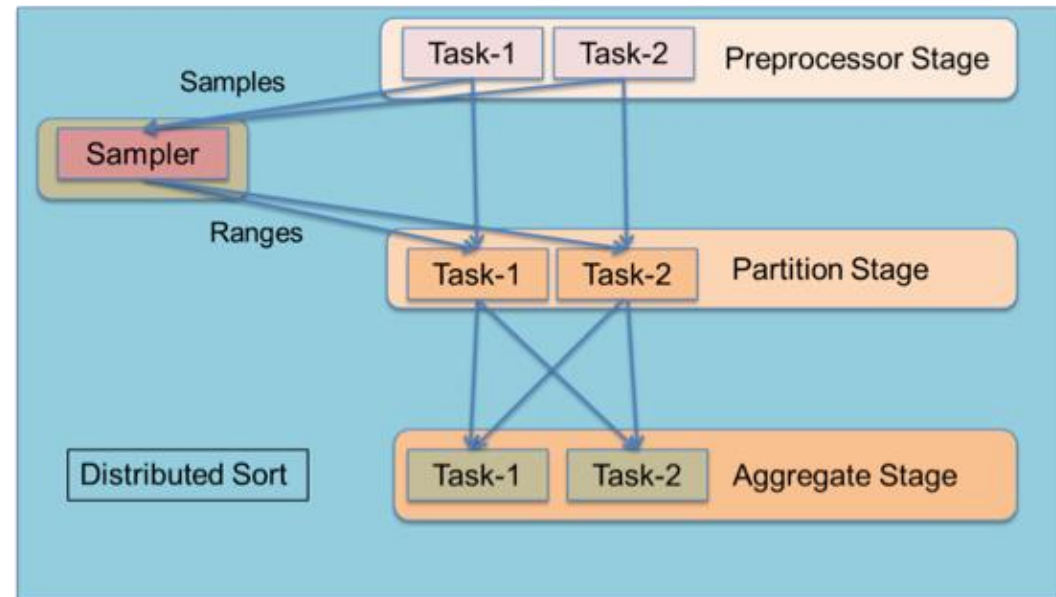 Task-1
Task-2
Preprocessor Stage
Samples
Sampler
Ranges
Task-1
Task-2
Partition Stage
Distributed Sort
Task-1
Task-2
Aggregate Stage